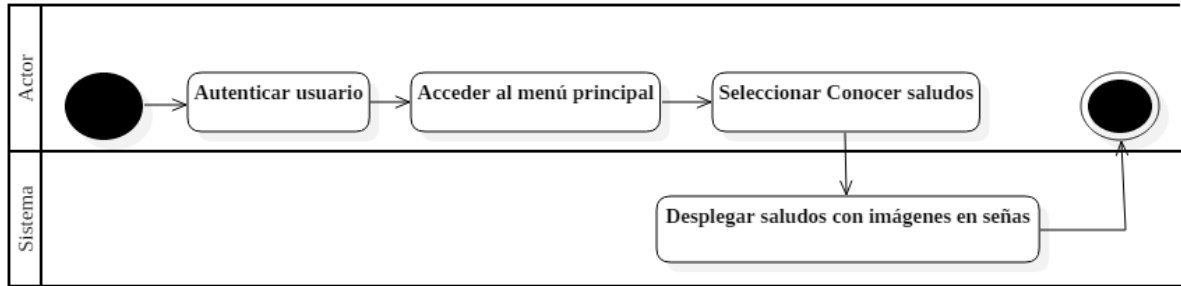 Actor
Autenticar usuario
Acceder al menú principal
Seleccionar Conocer saludos
Sistema
Desplegar saludos con imágenes en señas